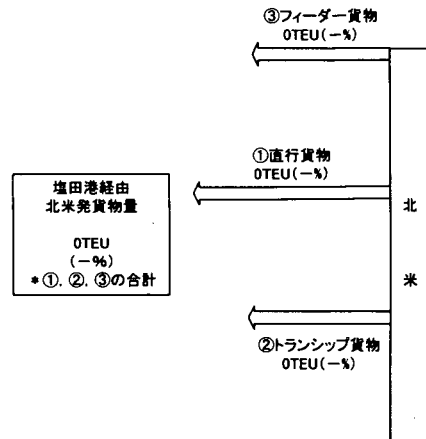 ③フィーダー貨物
0TEU(－%)
①直行貨物
0TEU(－%)
塩田港経由
北米発貨物量
0TEU
(－%)
*①．②．③の合計
北
米
②トランシップ貨物
0TEU(－%)